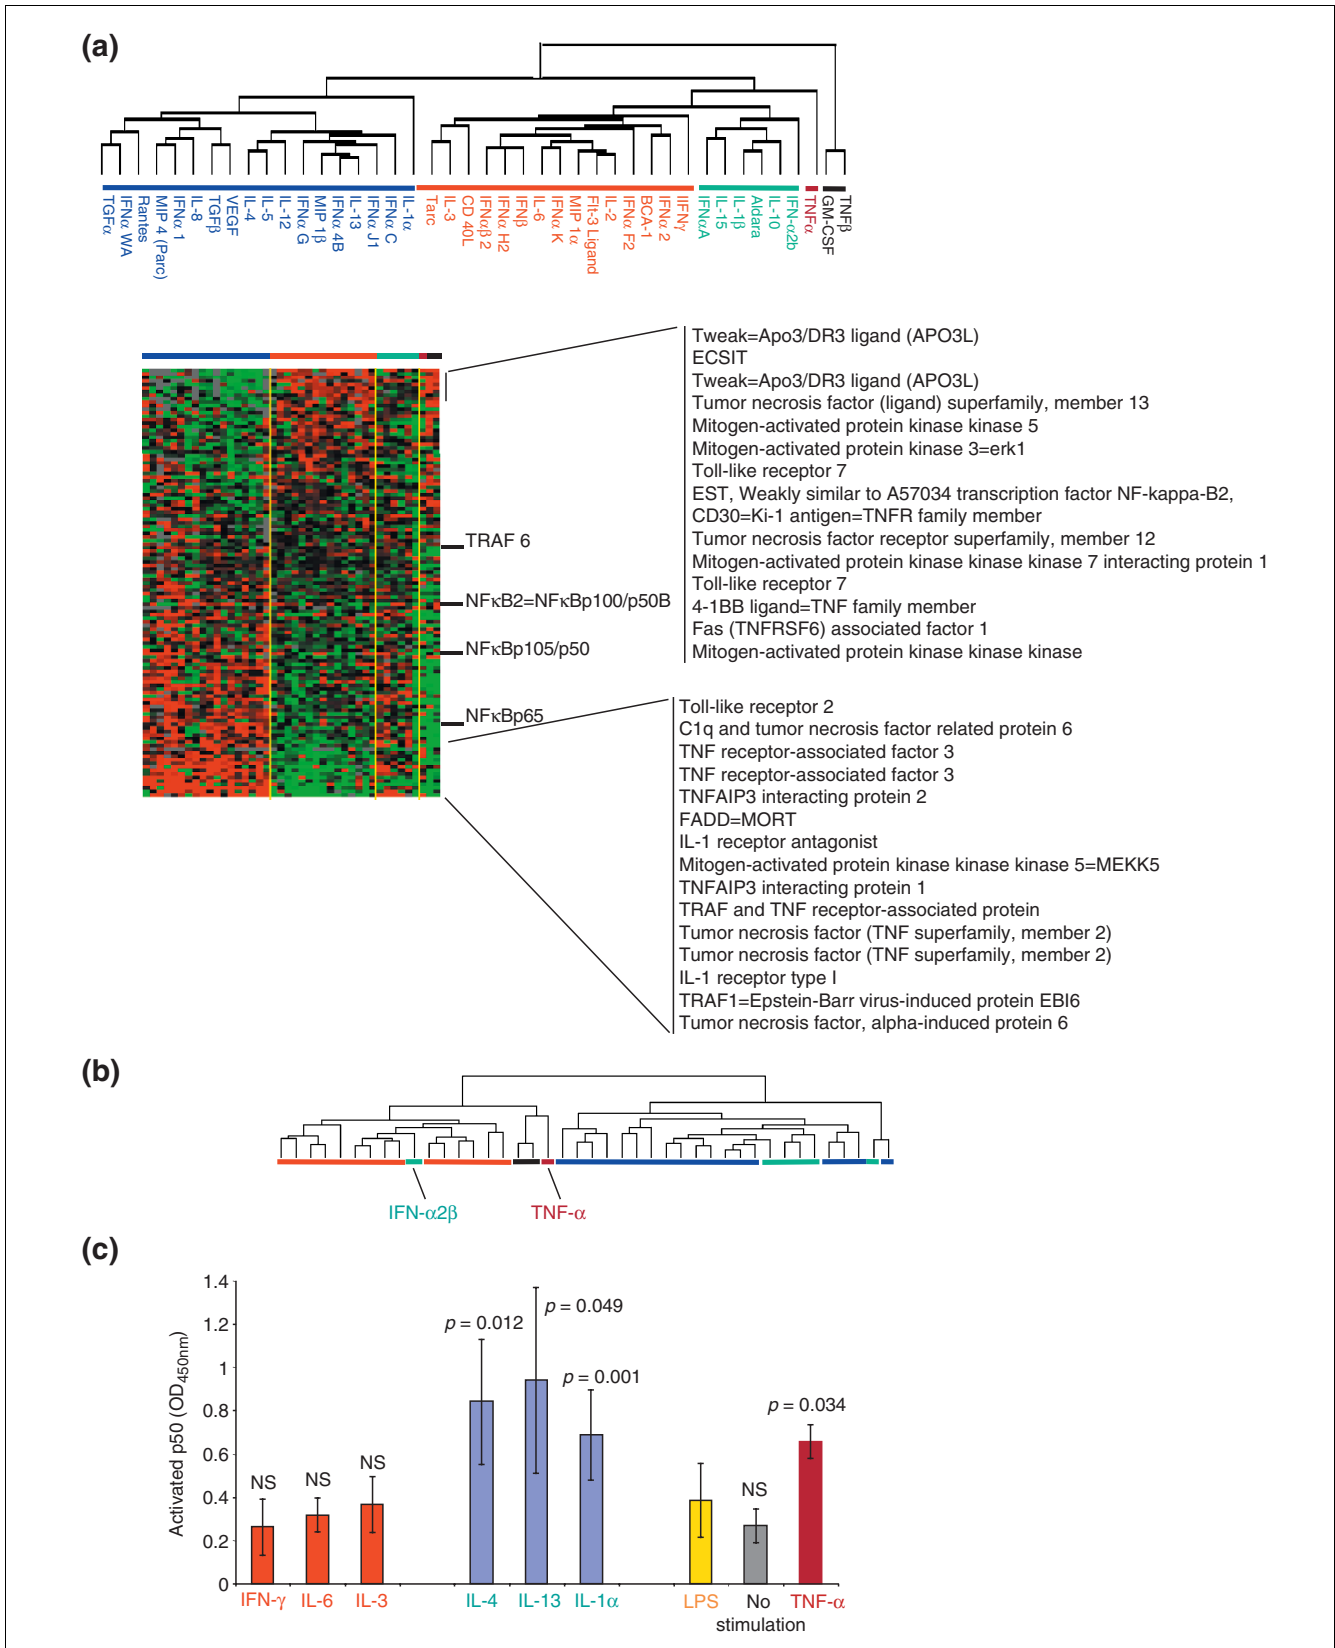 (a)
TGFα
IFNα WA
Rantes
MIP 4 (Parc)
IFNα 1
IL-8
TGFβ
VEGF
IL-4
IL-5
IL-12
IFNα G
MIP 1β
IFNα 4B
IL-13
IFNα J1
IFNα C
IL-1α
Tarc
IL-3
CD 40L
IFNαβ 2
IFNα H2
IFNβ
IL-6
IFNα K
MIP 1α
Flt-3 Ligand
IL-2
IFNα F2
BCA-1
IFNα 2
IIFNγ
IFNαA
IL-15
IL-1β
Aldara
IL-10
IFN-α2b
TNFα
GM-CSF
TNFβ
Tweak=Apo3/DR3 ligand (APO3L)
ECSIT
Tweak=Apo3/DR3 ligand (APO3L)
Tumor necrosis factor (ligand) superfamily, member 13
Mitogen-activated protein kinase kinase 5
Mitogen-activated protein kinase 3=erk1
Toll-like receptor 7
EST, Weakly similar to A57034 transcription factor NF-kappa-B2,
CD30=Ki-1 antigen=TNFR family member
Tumor necrosis factor receptor superfamily, member 12
Mitogen-activated protein kinase kinase kinase 7 interacting protein 1
Toll-like receptor 7
4-1BB ligand=TNF family member
Fas (TNFRSF6) associated factor 1
Mitogen-activated protein kinase kinase kinase
TRAF 6
NFκB2=NFκBp100/p50B
NFκBp105/p50
NFκBp65
Toll-like receptor 2
C1q and tumor necrosis factor related protein 6
TNF receptor-associated factor 3
TNF receptor-associated factor 3
TNFAIP3 interacting protein 2
FADD=MORT
IL-1 receptor antagonist
Mitogen-activated protein kinase kinase kinase 5=MEKK5
TNFAIP3 interacting protein 1
TRAF and TNF receptor-associated protein
Tumor necrosis factor (TNF superfamily, member 2)
Tumor necrosis factor (TNF superfamily, member 2)
IL-1 receptor type I
TRAF1=Epstein-Barr virus-induced protein EBI6
Tumor necrosis factor, alpha-induced protein 6
(b)
IFN-α2β
TNF-α
(c)
Activated p50 (OD450nm)
1.4
1.2
1
0.8
0.6
0.4
0.2
0
NS
NS
NS
p = 0.012
p = 0.049
p = 0.001
NS
p = 0.034
IFN-γ
IL-6
IL-3
IL-4
IL-13
IL-1α
LPS
No
stimulation
TNF-α